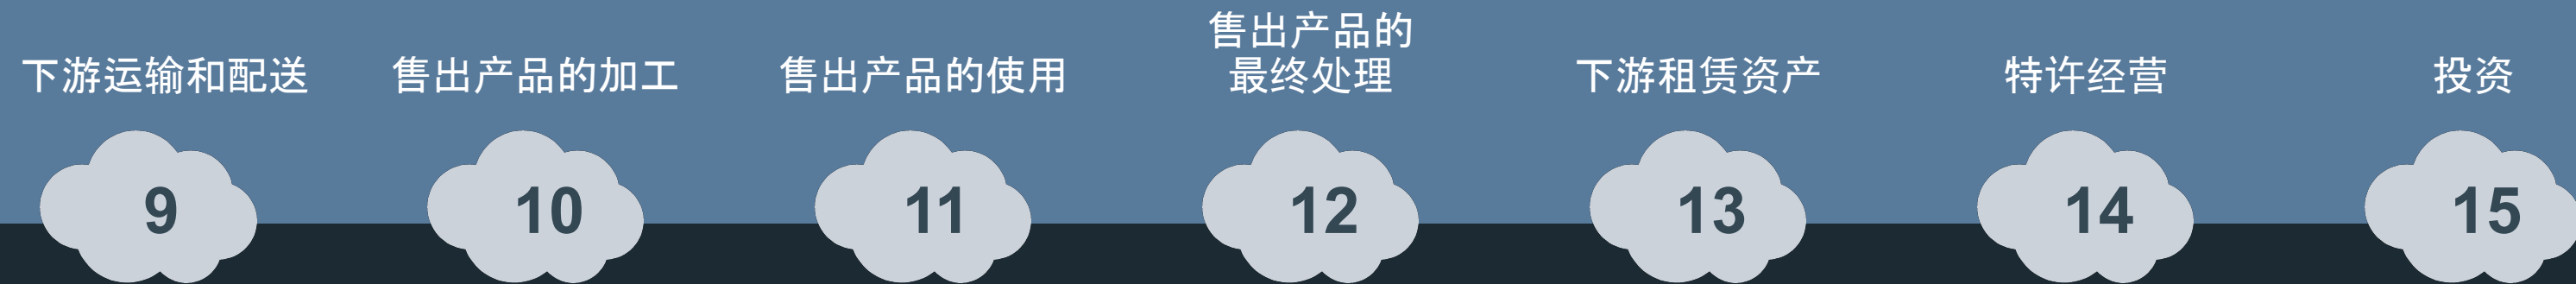 下游运输和配送
售出产品的加工
售出产品的使用
售出产品的
最终处理
下游租赁资产
特许经营
投资
9
10
11
12
13
14
15